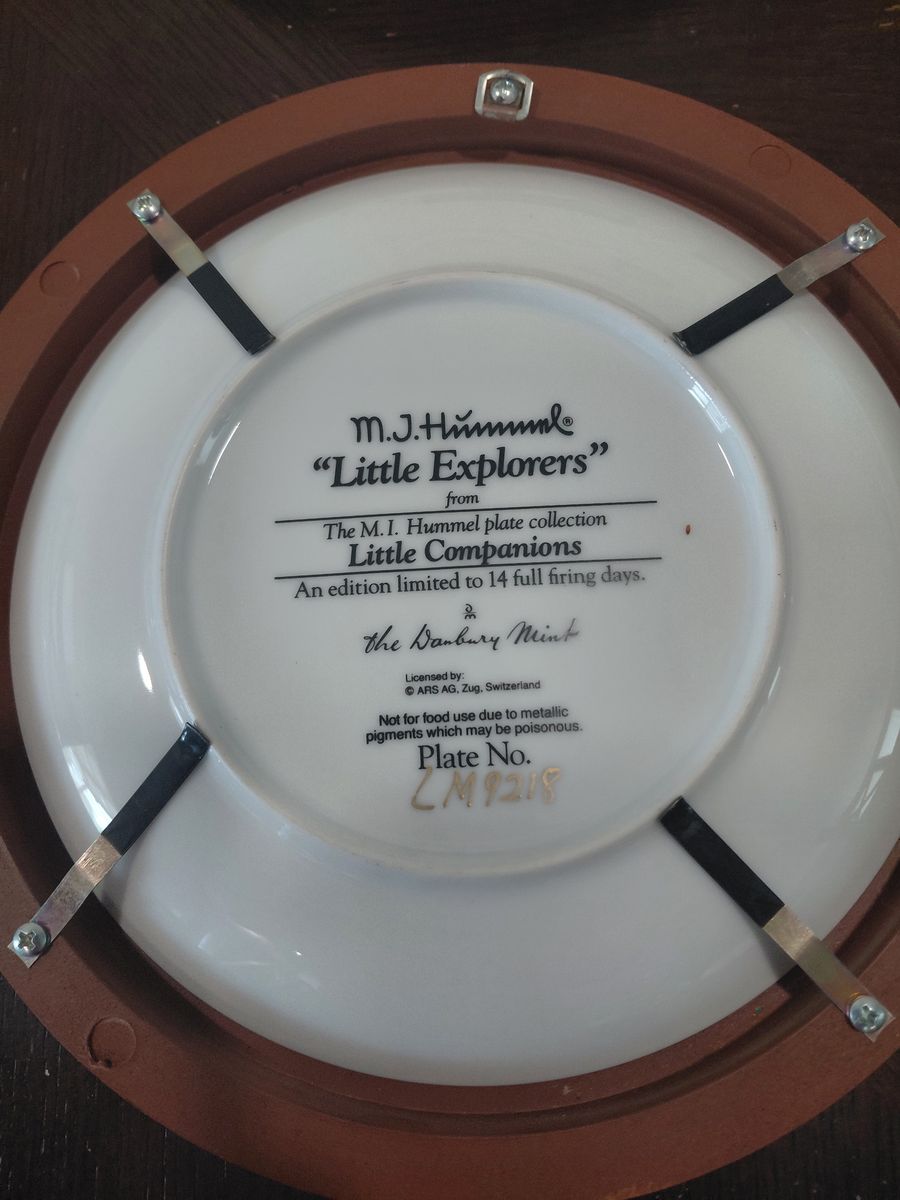 M.J.Hummel®
“Little Explorers”
from
The M.I. Hummel plate collection
Little Companions
An edition limited to 14 full firing days.
the Danbury Mint
Licensed by:
© ARS AG, Zug, Switzerland
Not for food use due to metallic
pigments which may be poisonous.
Plate No.
LM9218